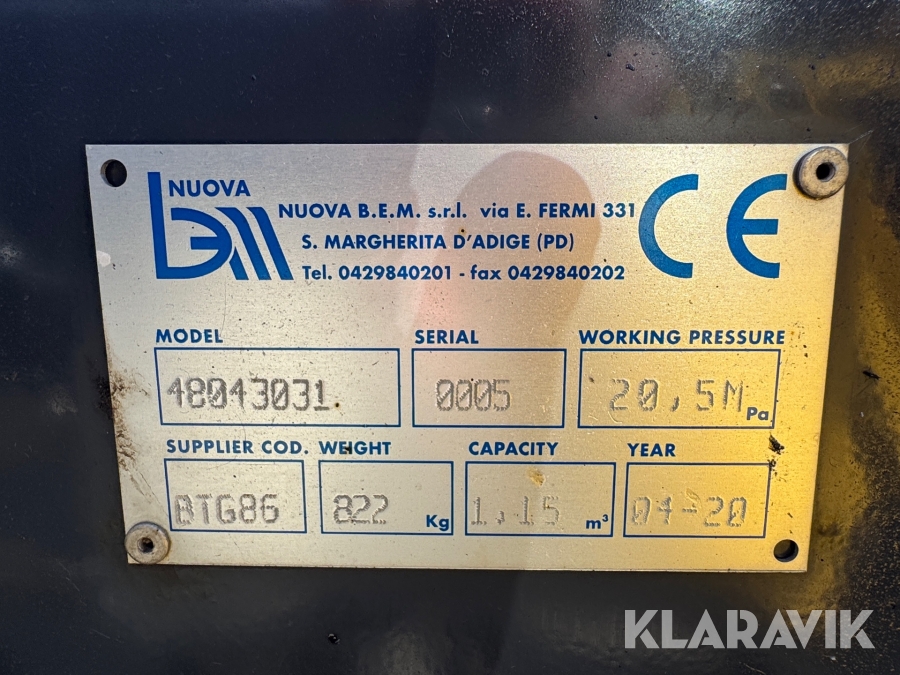 NUOVA
bem
NUOVA B.E.M. s.r.l. via E. FERMI 331
S. MARGHERITA D'ADIGE (PD)
Tel. 0429840201 - fax 0429840202
CE
MODEL SERIAL WORKING PRESSURE
48043031 0005 20,5M Pa
SUPPLIER COD. WEIGHT CAPACITY YEAR
BTG86 822 Kg 1,15 m³ 04-20
KLARAVIK